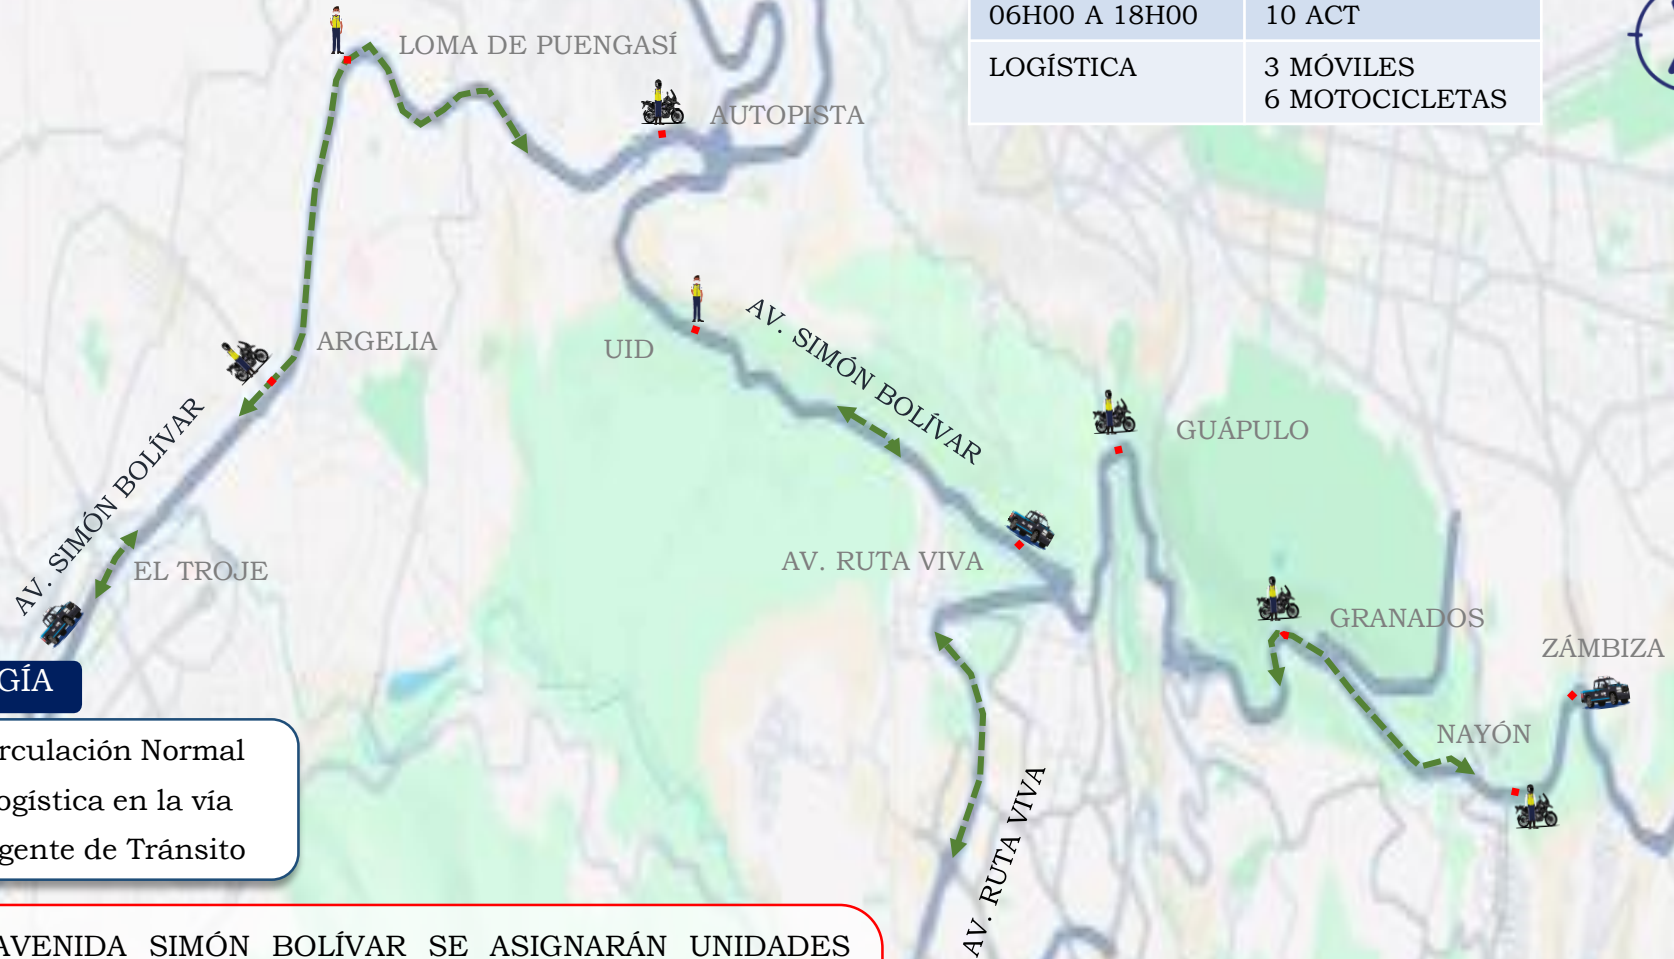 06H00 A 18H00 10 ACT
LOGÍSTICA 3 MÓVILES
6 MOTOCICLETAS
LOMA DE PUENGASÍ
AUTOPISTA
ARGELIA
UID
AV. SIMÓN BOLÍVAR
AV. SIMÓN BOLÍVAR
GUÁPULO
EL TROJE
AV. RUTA VIVA
GRANADOS
ZÁMBIZA
NAYÓN
AV. RUTA VIVA
GÍA
rculación Normal
ogística en la vía
gente de Tránsito
AVENIDA SIMÓN BOLÍVAR SE ASIGNARÁN UNIDADES